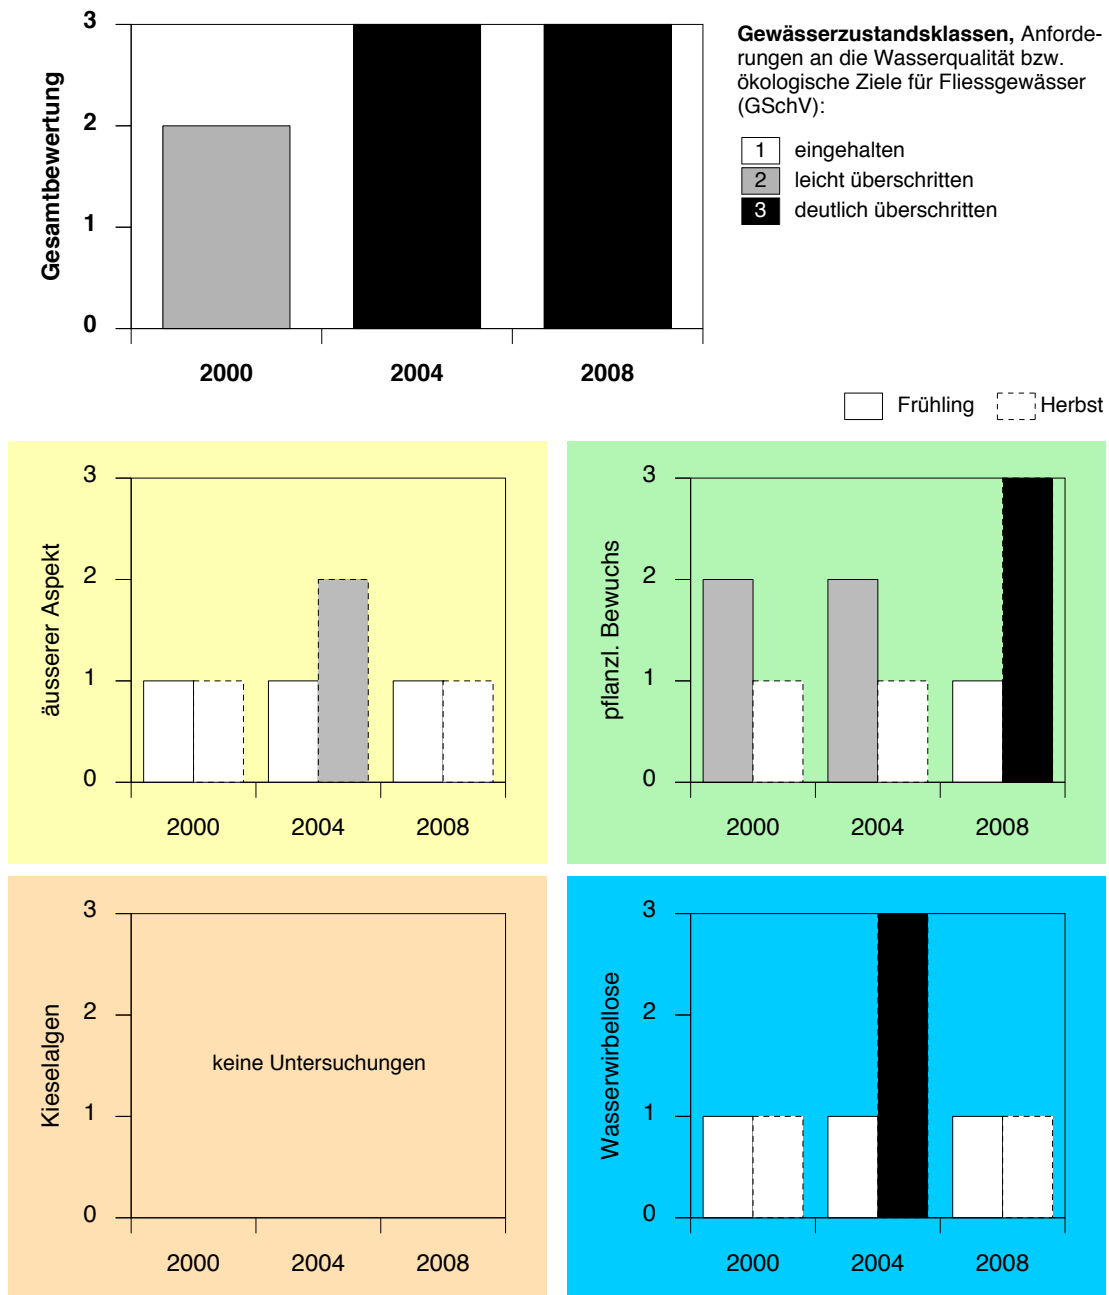 Gesamtbewertung
3
2
1
0
2000 2004 2008
Gewässerzustandsklassen, Anforde-
rungen an die Wasserqualität bzw.
ökologische Ziele für Fliessgewässer
(GSchV):
1 eingehalten
2 leicht überschritten
3 deutlich überschritten
Frühling Herbst
äusserer Aspekt
3
2
1
0
2000 2004 2008
pflanzl. Bewuchs
3
2
1
0
2000 2004 2008
Kieselalgen
3
2
1
0
keine Untersuchungen
2000 2004 2008
Wasserwirbellose
3
2
1
0
2000 2004 2008